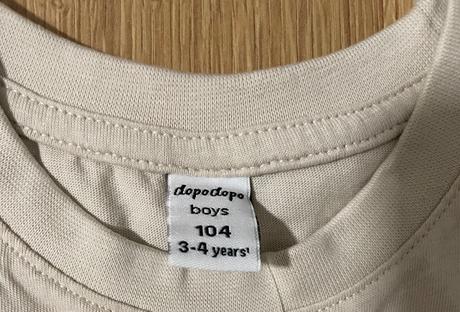 dopodopo
boys
104
3-4 years'